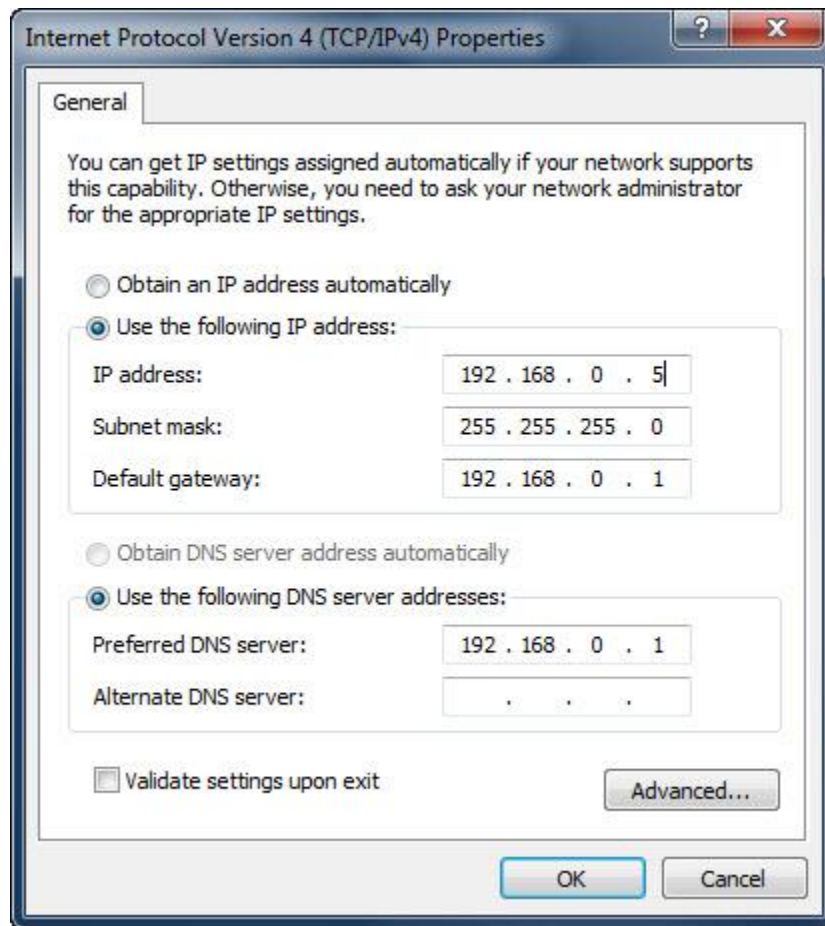 Internet Protocol Version 4 (TCP/IPv4) Properties
?
X
General
You can get IP settings assigned automatically if your network supports
this capability. Otherwise, you need to ask your network administrator
for the appropriate IP settings.
Obtain an IP address automatically
Use the following IP address:
IP address: 192 . 168 . 0 . 5
Subnet mask: 255 . 255 . 255 . 0
Default gateway: 192 . 168 . 0 . 1
Obtain DNS server address automatically
Use the following DNS server addresses:
Preferred DNS server: 192 . 168 . 0 . 1
Alternate DNS server: . . .
Validate settings upon exit
Advanced...
OK Cancel